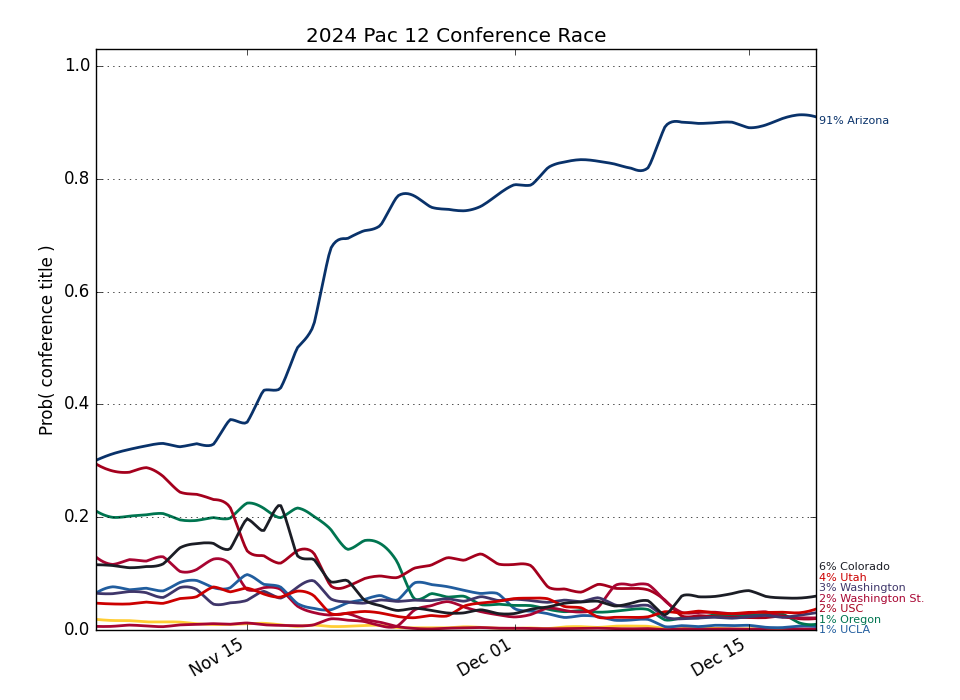 2024 Pac 12 Conference Race
1.0
0.8
0.6
0.4
0.2
0.0
Prob( conference title )
Nov 15
Dec 01
Dec 15
91% Arizona
6% Colorado
4% Utah
3% Washington
2% Washington St.
2% USC
1% Oregon
1% UCLA